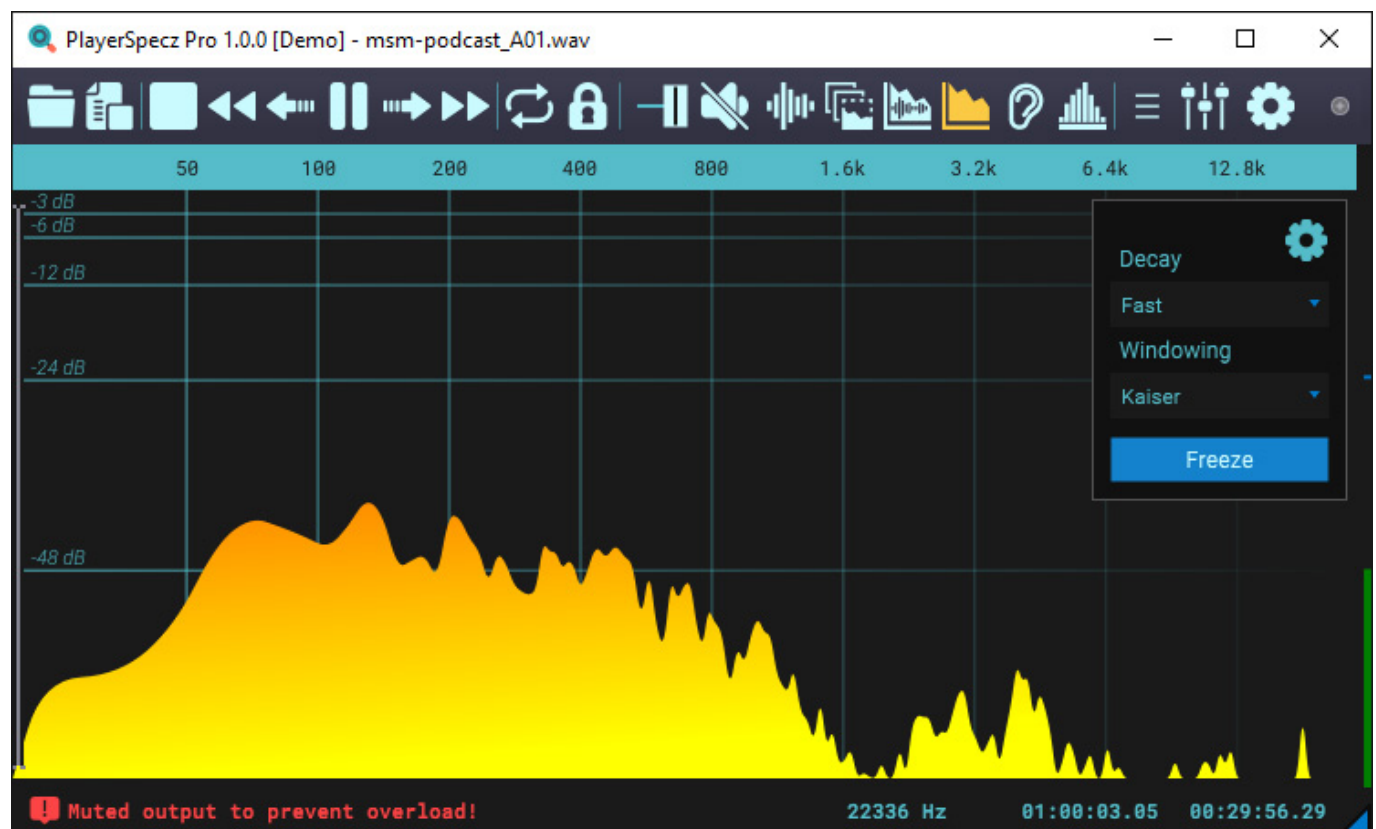 PlayerSpecz Pro 1.0.0 [Demo] - msm-podcast_A01.wav
50 100 200 400 800 1.6k 3.2k 6.4k 12.8k
-3 dB
-6 dB
-12 dB
-24 dB
-48 dB
Decay
Fast
Windowing
Kaiser
Freeze
Muted output to prevent overload! 22336 Hz 01:00:03.05 00:29:56.29